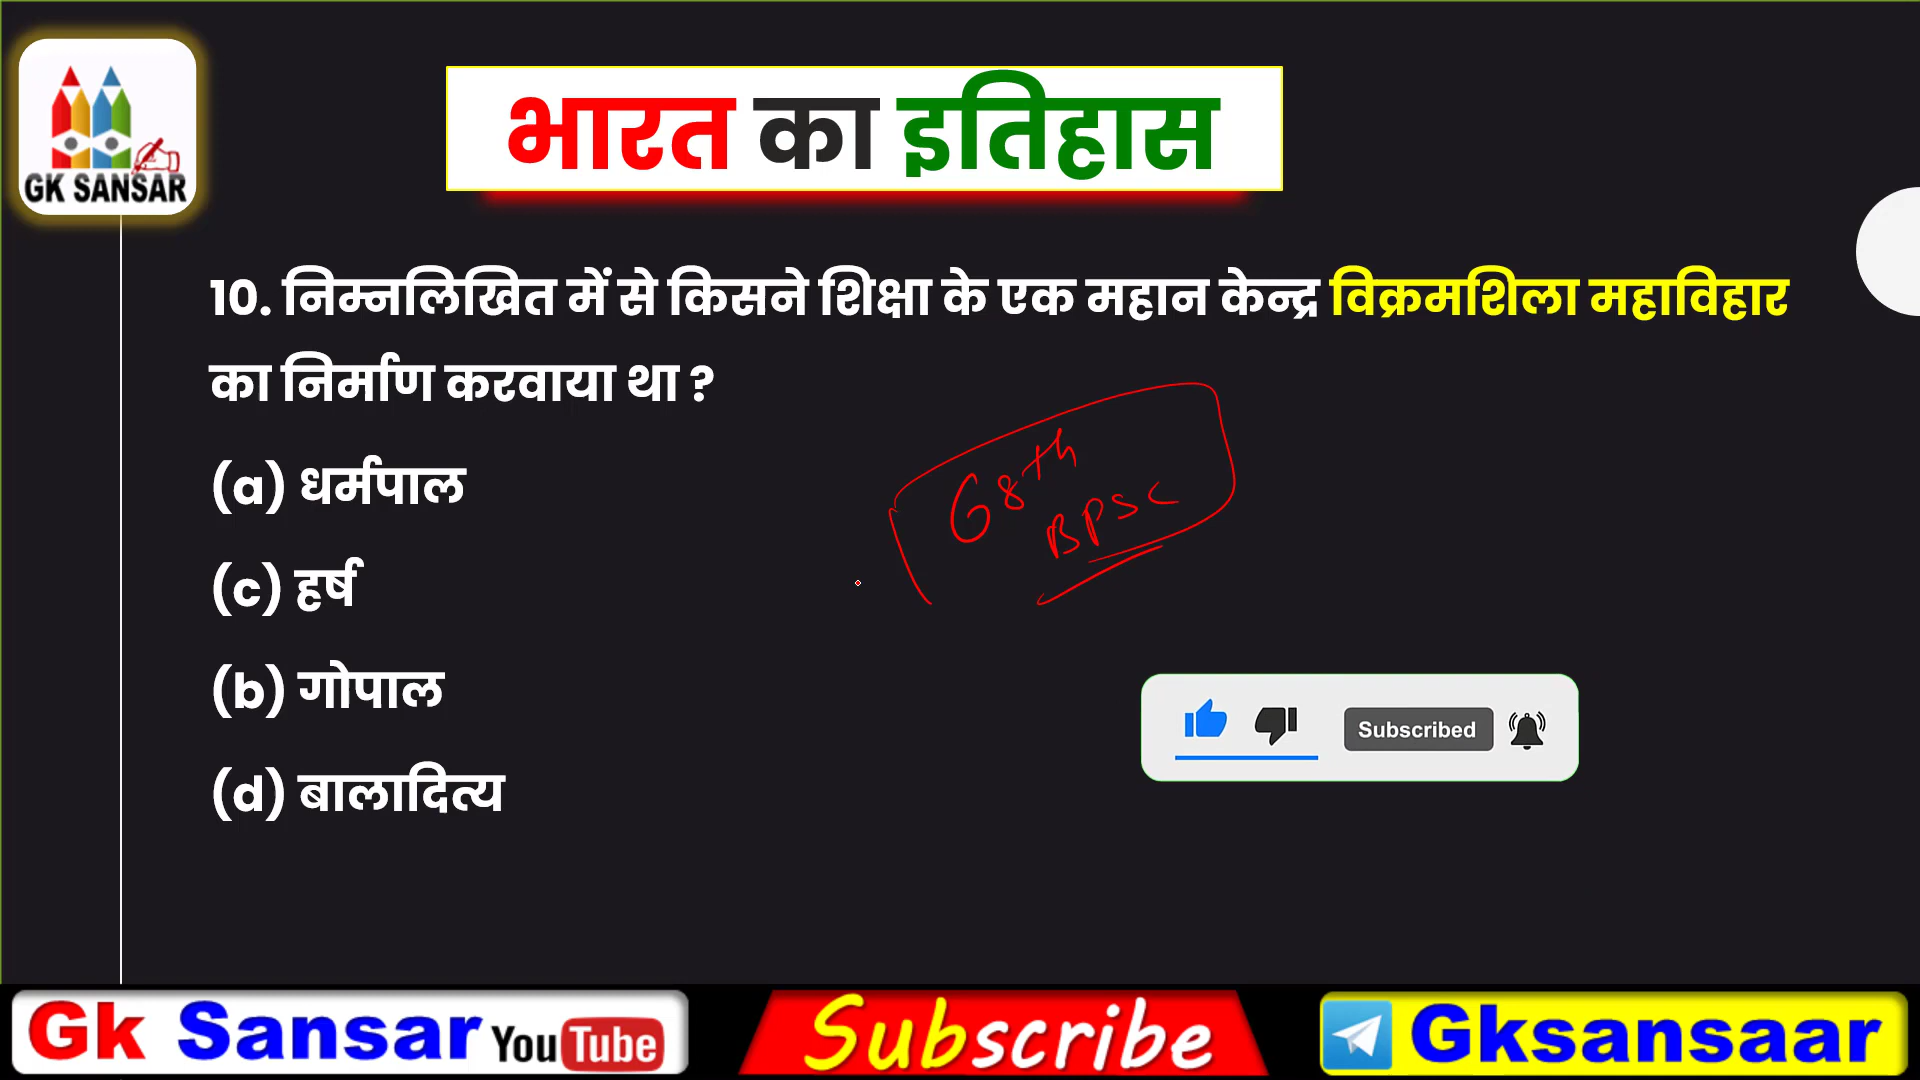 GK SANSAR
भारत का इतिहास
10. निम्नलिखित में से किसने शिक्षा के एक महान केन्द्र विक्रमशिला महाविहार
का निर्माण करवाया था ?
(a) धर्मपाल
(c) हर्ष
(b) गोपाल
(d) बालादित्य
68th
BPSC
Subscribed
Gk Sansar YouTube
Subscribe
Gksansaar